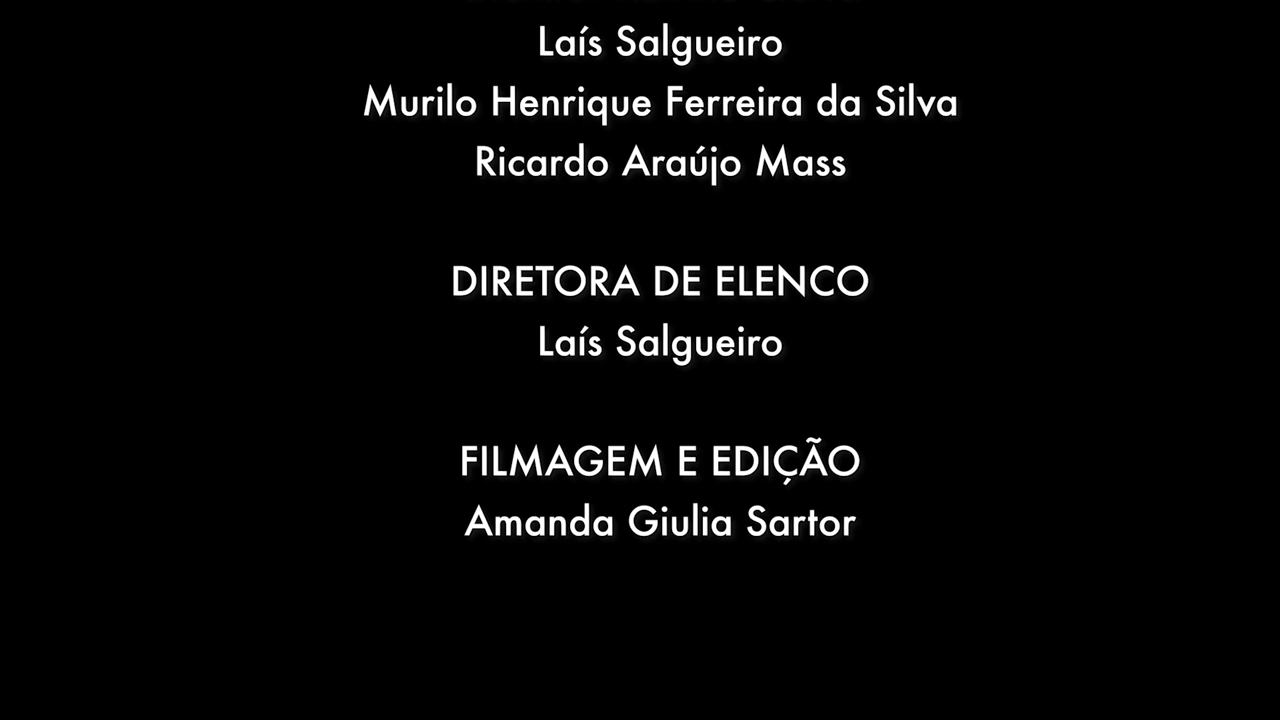 Laís Salgueiro
Murilo Henrique Ferreira da Silva
Ricardo Araújo Mass
DIRETORA DE ELENCO
Laís Salgueiro
FILMAGEM E EDIÇÃO
Amanda Giulia Sartor